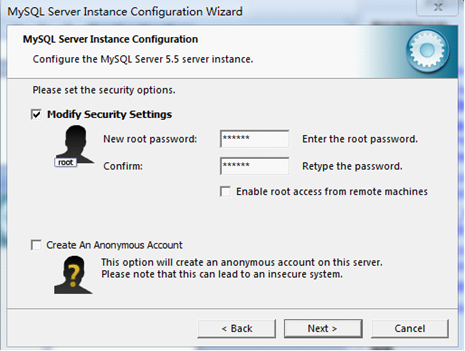 MySQL Server Instance Configuration Wizard
MySQL Server Instance Configuration
Configure the MySQL Server 5.5 server instance.
Please set the security options.
Modify Security Settings
New root password: ****** Enter the root password.
root
Confirm: ****** Retype the password.
Enable root access from remote machines
Create An Anonymous Account
This option will create an anonymous account on this server.
Please note that this can lead to an insecure system.
< Back Next > Cancel